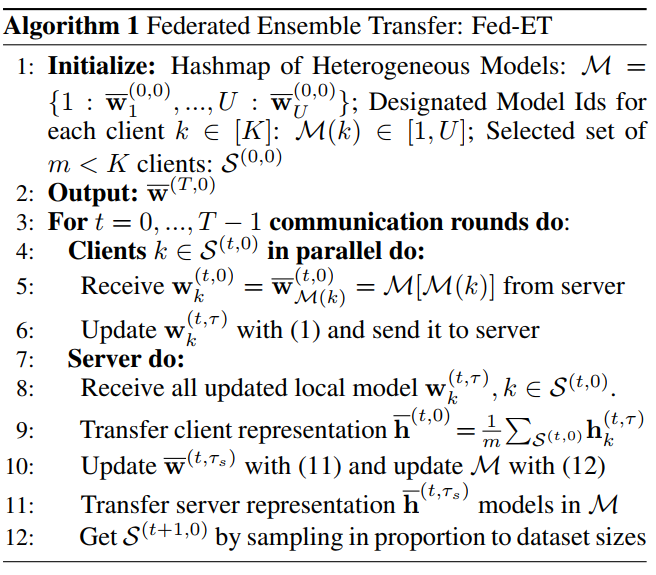 Algorithm 1 Federated Ensemble Transfer: Fed-ET
1: Initialize: Hashmap of Heterogeneous Models: $\mathcal{M} =$
$\{1 : \overline{\mathbf{w}}_1^{(0,0)}, ..., U : \overline{\mathbf{w}}_U^{(0,0)}\}$; Designated Model Ids for
each client $k \in [K]$: $\mathcal{M}(k) \in [1, U]$; Selected set of
$m < K$ clients: $\mathcal{S}^{(0,0)}$
2: Output: $\overline{\mathbf{w}}^{(T,0)}$
3: For $t = 0, ..., T - 1$ communication rounds do:
4: Clients $k \in \mathcal{S}^{(t,0)}$ in parallel do:
5: Receive $\mathbf{w}_k^{(t,0)} = \overline{\mathbf{w}}_{\mathcal{M}(k)}^{(t,0)} = \mathcal{M}[\mathcal{M}(k)]$ from server
6: Update $\mathbf{w}_k^{(t,\tau)}$ with (1) and send it to server
7: Server do:
8: Receive all updated local model $\mathbf{w}_k^{(t,\tau)}, k \in \mathcal{S}^{(t,0)}$.
9: Transfer client representation $\overline{\mathbf{h}}^{(t,0)} = \frac{1}{m} \sum_{\mathcal{S}^{(t,0)}} \mathbf{h}_k^{(t,\tau)}$
10: Update $\overline{\mathbf{w}}^{(t,\tau_s)}$ with (11) and update $\mathcal{M}$ with (12)
11: Transfer server representation $\overline{\mathbf{h}}^{(t,\tau_s)}$ models in $\mathcal{M}$
12: Get $\mathcal{S}^{(t+1,0)}$ by sampling in proportion to dataset sizes